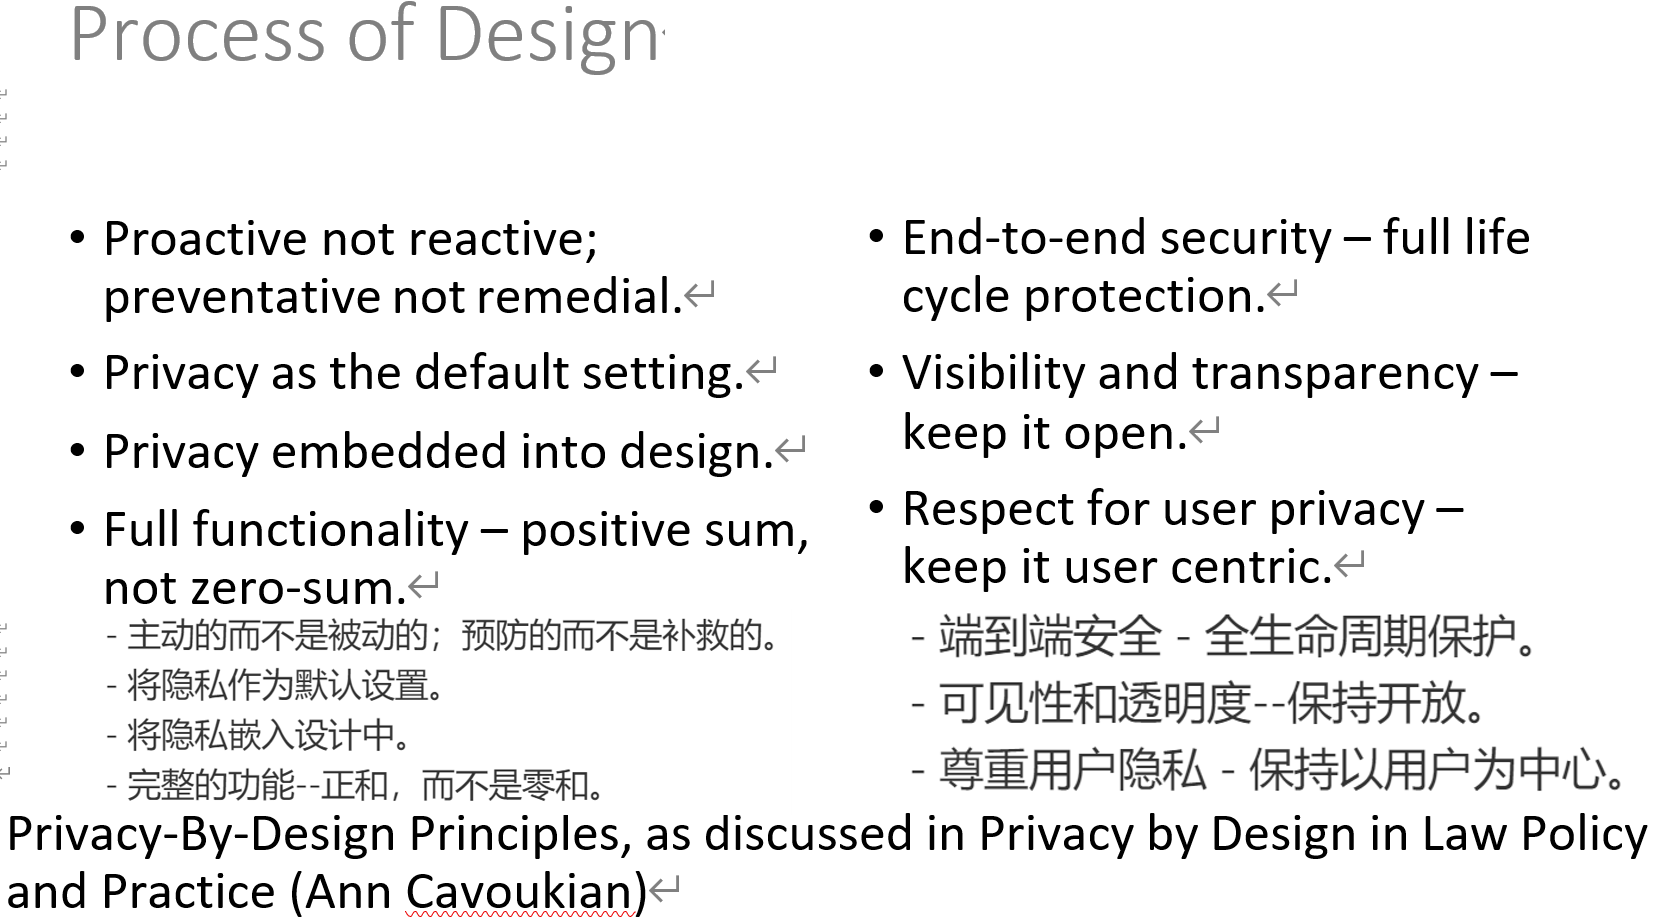 Process of Design
• Proactive not reactive;
preventative not remedial.
• Privacy as the default setting.
• Privacy embedded into design.
• Full functionality – positive sum,
not zero-sum.
- 主动的而不是被动的；预防的而不是补救的。
- 将隐私作为默认设置。
- 将隐私嵌入设计中。
- 完整的功能--正和，而不是零和。
• End-to-end security – full life
cycle protection.
• Visibility and transparency –
keep it open.
• Respect for user privacy –
keep it user centric.
- 端到端安全 - 全生命周期保护。
- 可见性和透明度--保持开放。
- 尊重用户隐私 - 保持以用户为中心。
Privacy-By-Design Principles, as discussed in Privacy by Design in Law Policy
and Practice (Ann Cavoukian)